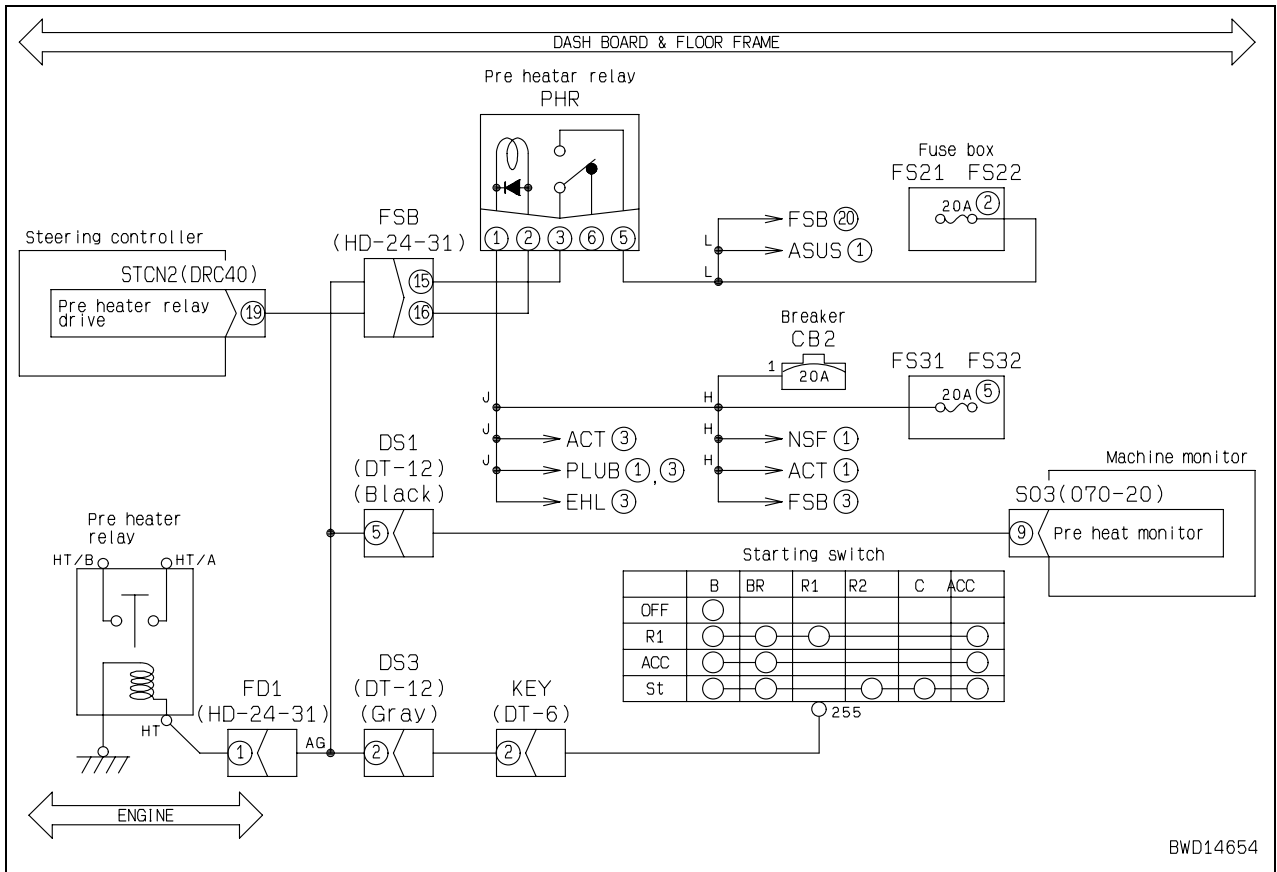 DASH BOARD & FLOOR FRAME
Pre heatar relay
PHR
① ② ③ ⑥ ⑤
Fuse box
FS21 FS22
20A ②
FSB ⑳
L
ASUS ①
L
FSB
(HD-24-31)
⑮
⑯
Steering controller
STCN2(DRC40)
Pre heater relay
drive
⑲
Breaker
CB2
1
20A
FS31 FS32
20A ⑤
J
H
J
ACT ③
H
NSF ①
J
PLUB ①,③
H
ACT ①
EHL ③
FSB ③
DS1
(DT-12)
(Black)
⑤
Machine monitor
SO3(070-20)
⑨
Pre heat monitor
Pre heater
relay
HT/B
HT/A
HT
Starting switch
B BR R1 R2 C ACC
OFF
R1
ACC
St
255
FD1
(HD-24-31)
①
AG
DS3
(DT-12)
(Gray)
②
KEY
(DT-6)
②
ENGINE
BWD14654